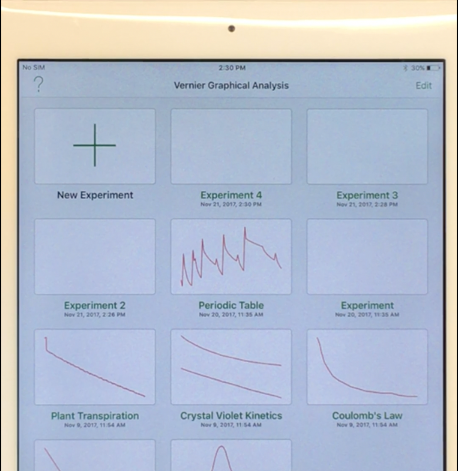 No SIM 2:30 PM 30%
? Vernier Graphical Analysis Edit
New Experiment Experiment 4 Experiment 3
Nov 21, 2017, 2:30 PM Nov 21, 2017, 2:28 PM
Experiment 2 Periodic Table Experiment
Nov 21, 2017, 2:26 PM Nov 20, 2017, 11:35 AM Nov 20, 2017, 11:35 AM
Plant Transpiration Crystal Violet Kinetics Coulomb's Law
Nov 9, 2017, 11:54 AM Nov 9, 2017, 11:54 AM Nov 9, 2017, 11:54 AM